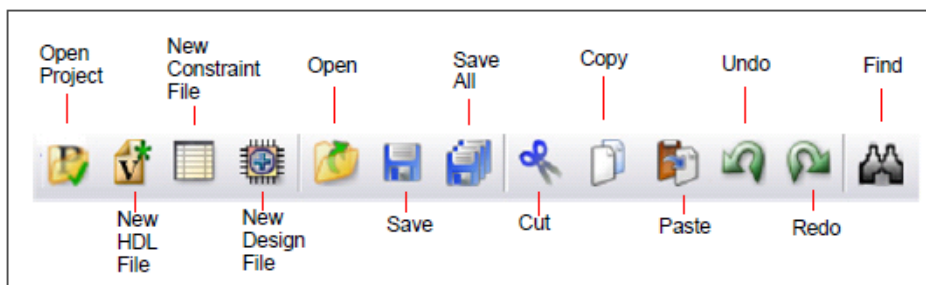 Open
Project
New
Constraint
File
Open
Save
All
Copy
Undo
Find
P
V
New
HDL
File
New
Design
File
Save
Cut
Paste
Redo